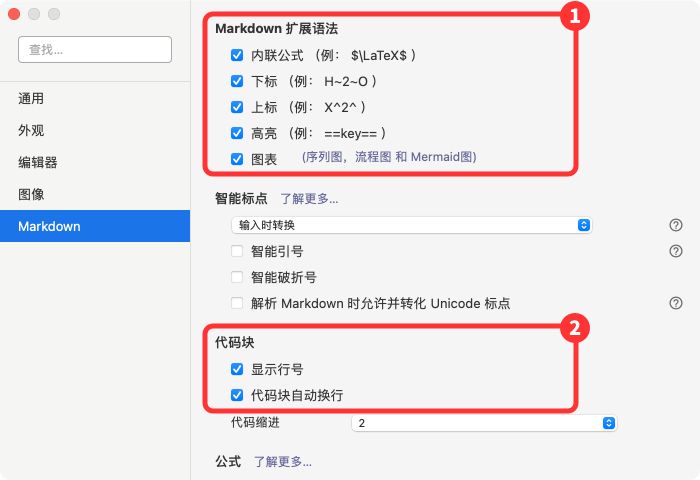 查找...
通用
外观
编辑器
图像
Markdown
1
Markdown 扩展语法
内联公式 （例： $\LaTeX$ ）
下标 （例： H~2~O ）
上标 （例： X^2^ ）
高亮 （例： ==key== ）
图表 (序列图，流程图 和 Mermaid图)
智能标点 了解更多...
输入时转换 ?
智能引号 ?
智能破折号
解析 Markdown 时允许并转化 Unicode 标点 ?
2
代码块
显示行号
代码块自动换行
代码缩进 2
公式 了解更多...